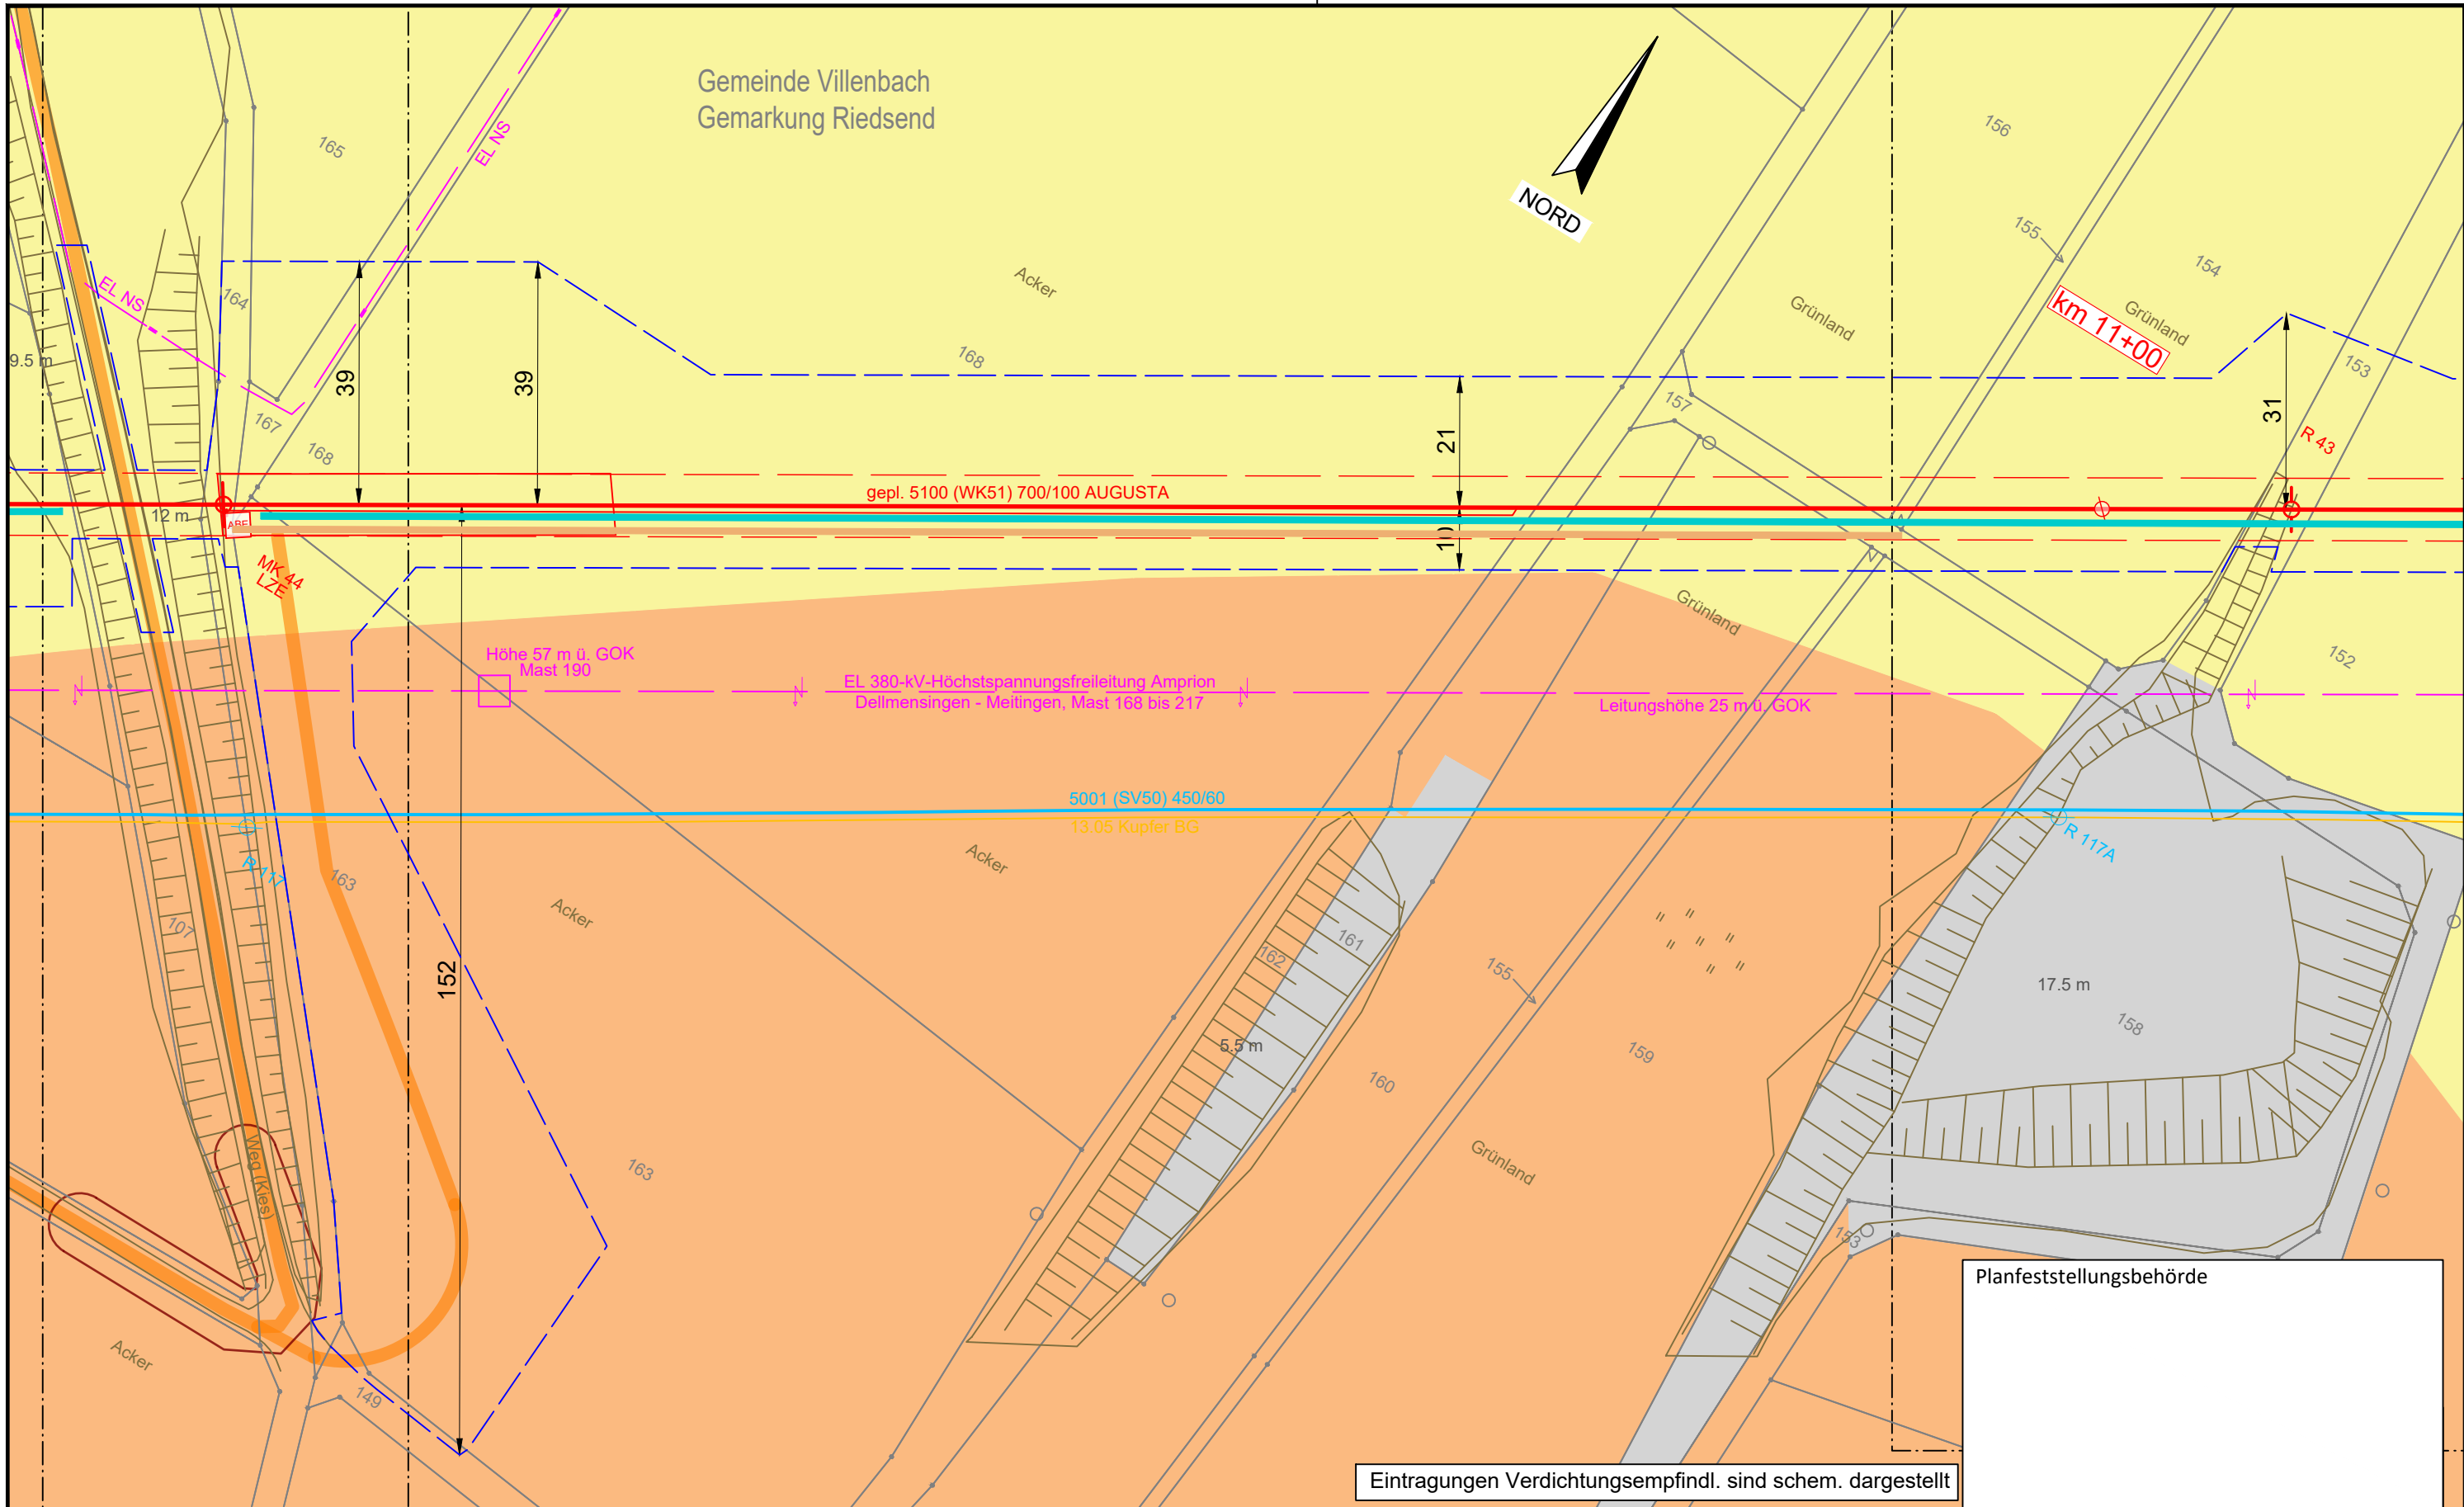 Gemeinde Villenbach
Gemarkung Riedsend
NORD
165
EL NS
156
155
154
Grünland
km 11+00
Acker
Grünland
164
EL NS
9.5 m
39
39
168
153
157
21
31
R 43
167
168
gepl. 5100 (WK51) 700/100 AUGUSTA
12 m
ABE
10
MK 44
LZE
Grünland
Höhe 57 m ü. GOK
Mast 190
EL 380-kV-Höchstspannungsfreileitung Amprion
Dellmensingen - Meitingen, Mast 168 bis 217
Leitungshöhe 25 m ü. GOK
152
5001 (SV50) 450/60
13.05 Kupfer BG
R 117A
R 117
163
Acker
Acker
107
162
161
155
152
17.5 m
158
5.5 m
159
160
Weg (Kies)
163
Grünland
153
Acker
149
Planfeststellungsbehörde
Eintragungen Verdichtungsempfindl. sind schem. dargestellt